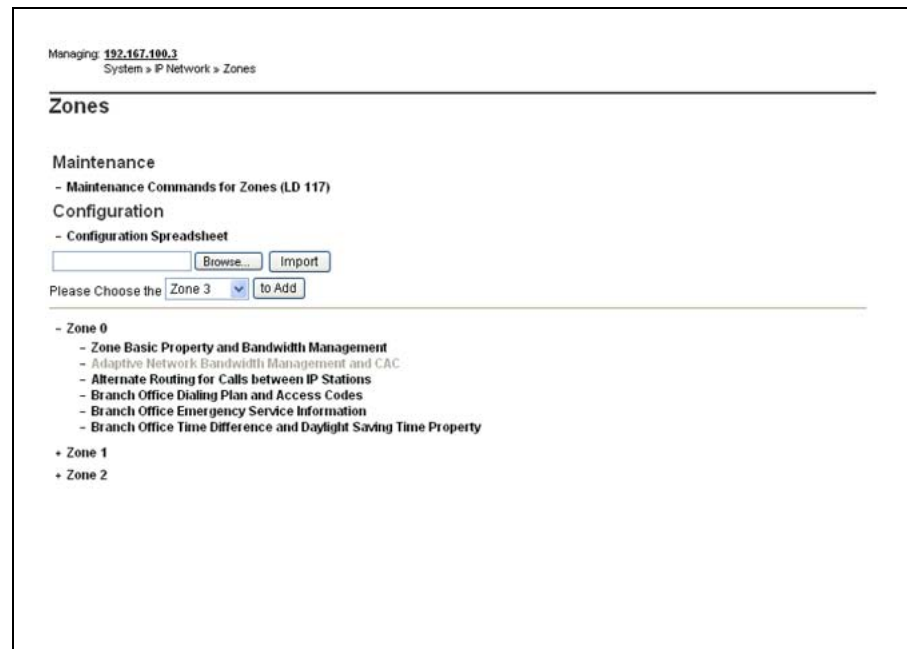 Managing: 192.167.100.3
System » IP Network » Zones
Zones
Maintenance
– Maintenance Commands for Zones (LD 117)
Configuration
– Configuration Spreadsheet
Browse... Import
Please Choose the Zone 3 to Add
– Zone 0
– Zone Basic Property and Bandwidth Management
– Adaptive Network Bandwidth Management and CAC
– Alternate Routing for Calls between IP Stations
– Branch Office Dialing Plan and Access Codes
– Branch Office Emergency Service Information
– Branch Office Time Difference and Daylight Saving Time Property
+ Zone 1
+ Zone 2